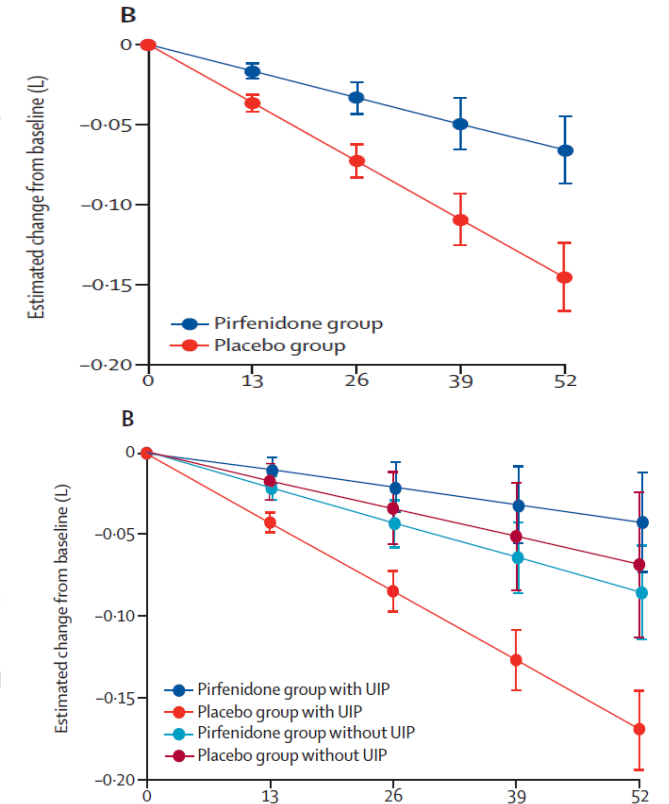 B
Estimated change from baseline (L)
0
–0·05
–0·10
–0·15
–0·20
Pirfenidone group
Placebo group
0 13 26 39 52
B
Estimated change from baseline (L)
0
–0·05
–0·10
–0·15
–0·20
Pirfenidone group with UIP
Placebo group with UIP
Pirfenidone group without UIP
Placebo group without UIP
0 13 26 39 52